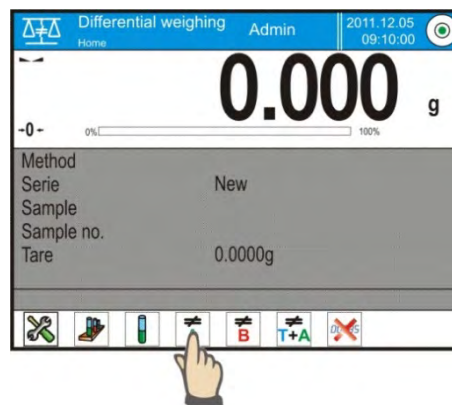 Differential weighing Admin 2011.12.05
Home 09:10:00
0.000 g
-0- 0% 100%
Method
Serie New
Sample
Sample no.
Tare 0.0000g
≠ ≠ B ≠ T+A